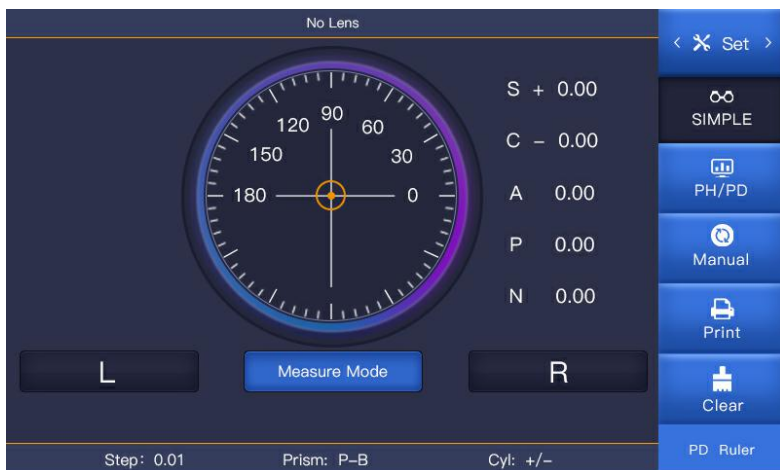 No Lens
< Set >
SIMPLE
PH/PD
Manual
Print
Clear
PD Ruler
90
120 60
150 30
180 0
S + 0.00
C - 0.00
A 0.00
P 0.00
N 0.00
L
Measure Mode
R
Step: 0.01
Prism: P-B
Cyl: +/-